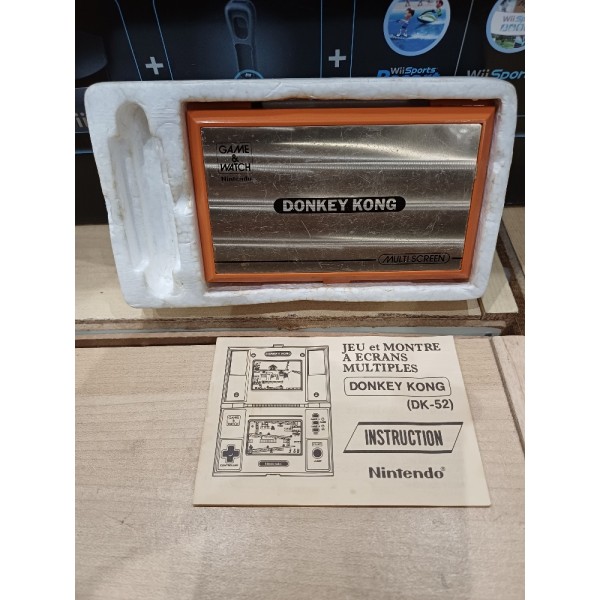 +
+
Wii Sports
Wii Sports
GAME
&
WATCH
Nintendo
DONKEY KONG
MULTI SCREEN
JEU et MONTRE
A ECRANS
MULTIPLES
DONKEY KONG
(DK-52)
INSTRUCTION
Nintendo®